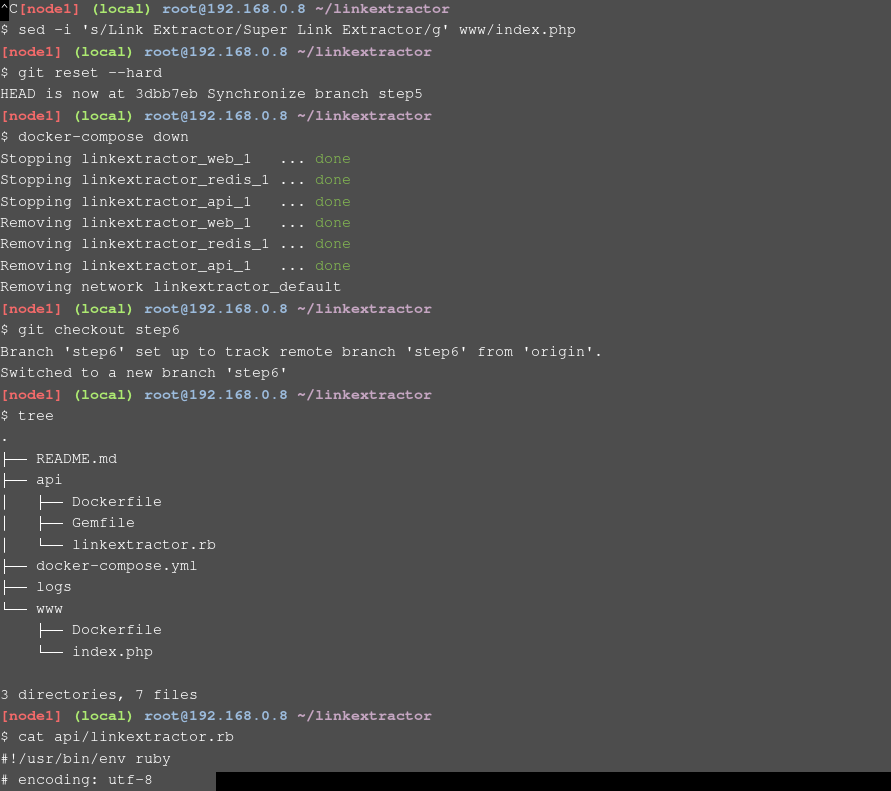 ^C[node1] (local) root@192.168.0.8 ~/linkextractor
$ sed -i 's/Link Extractor/Super Link Extractor/g' www/index.php
[node1] (local) root@192.168.0.8 ~/linkextractor
$ git reset --hard
HEAD is now at 3dbb7eb Synchronize branch step5
[node1] (local) root@192.168.0.8 ~/linkextractor
$ docker-compose down
Stopping linkextractor_web_1   ... done
Stopping linkextractor_redis_1 ... done
Stopping linkextractor_api_1   ... done
Removing linkextractor_web_1   ... done
Removing linkextractor_redis_1 ... done
Removing linkextractor_api_1   ... done
Removing network linkextractor_default
[node1] (local) root@192.168.0.8 ~/linkextractor
$ git checkout step6
Branch 'step6' set up to track remote branch 'step6' from 'origin'.
Switched to a new branch 'step6'
[node1] (local) root@192.168.0.8 ~/linkextractor
$ tree
.
├── README.md
├── api
│   ├── Dockerfile
│   ├── Gemfile
│   └── linkextractor.rb
├── docker-compose.yml
├── logs
└── www
    ├── Dockerfile
    └── index.php

3 directories, 7 files
[node1] (local) root@192.168.0.8 ~/linkextractor
$ cat api/linkextractor.rb
#!/usr/bin/env ruby
# encoding: utf-8